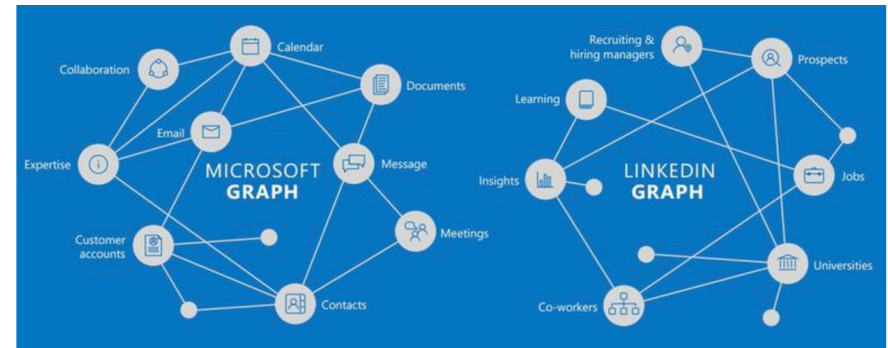 Calendar
Collaboration
Documents
Email
Expertise
MICROSOFT
GRAPH
Message
Customer
accounts
Meetings
Contacts
Recruiting &
hiring managers
Prospects
Learning
Insights
LINKEDIN
GRAPH
Jobs
Universities
Co-workers